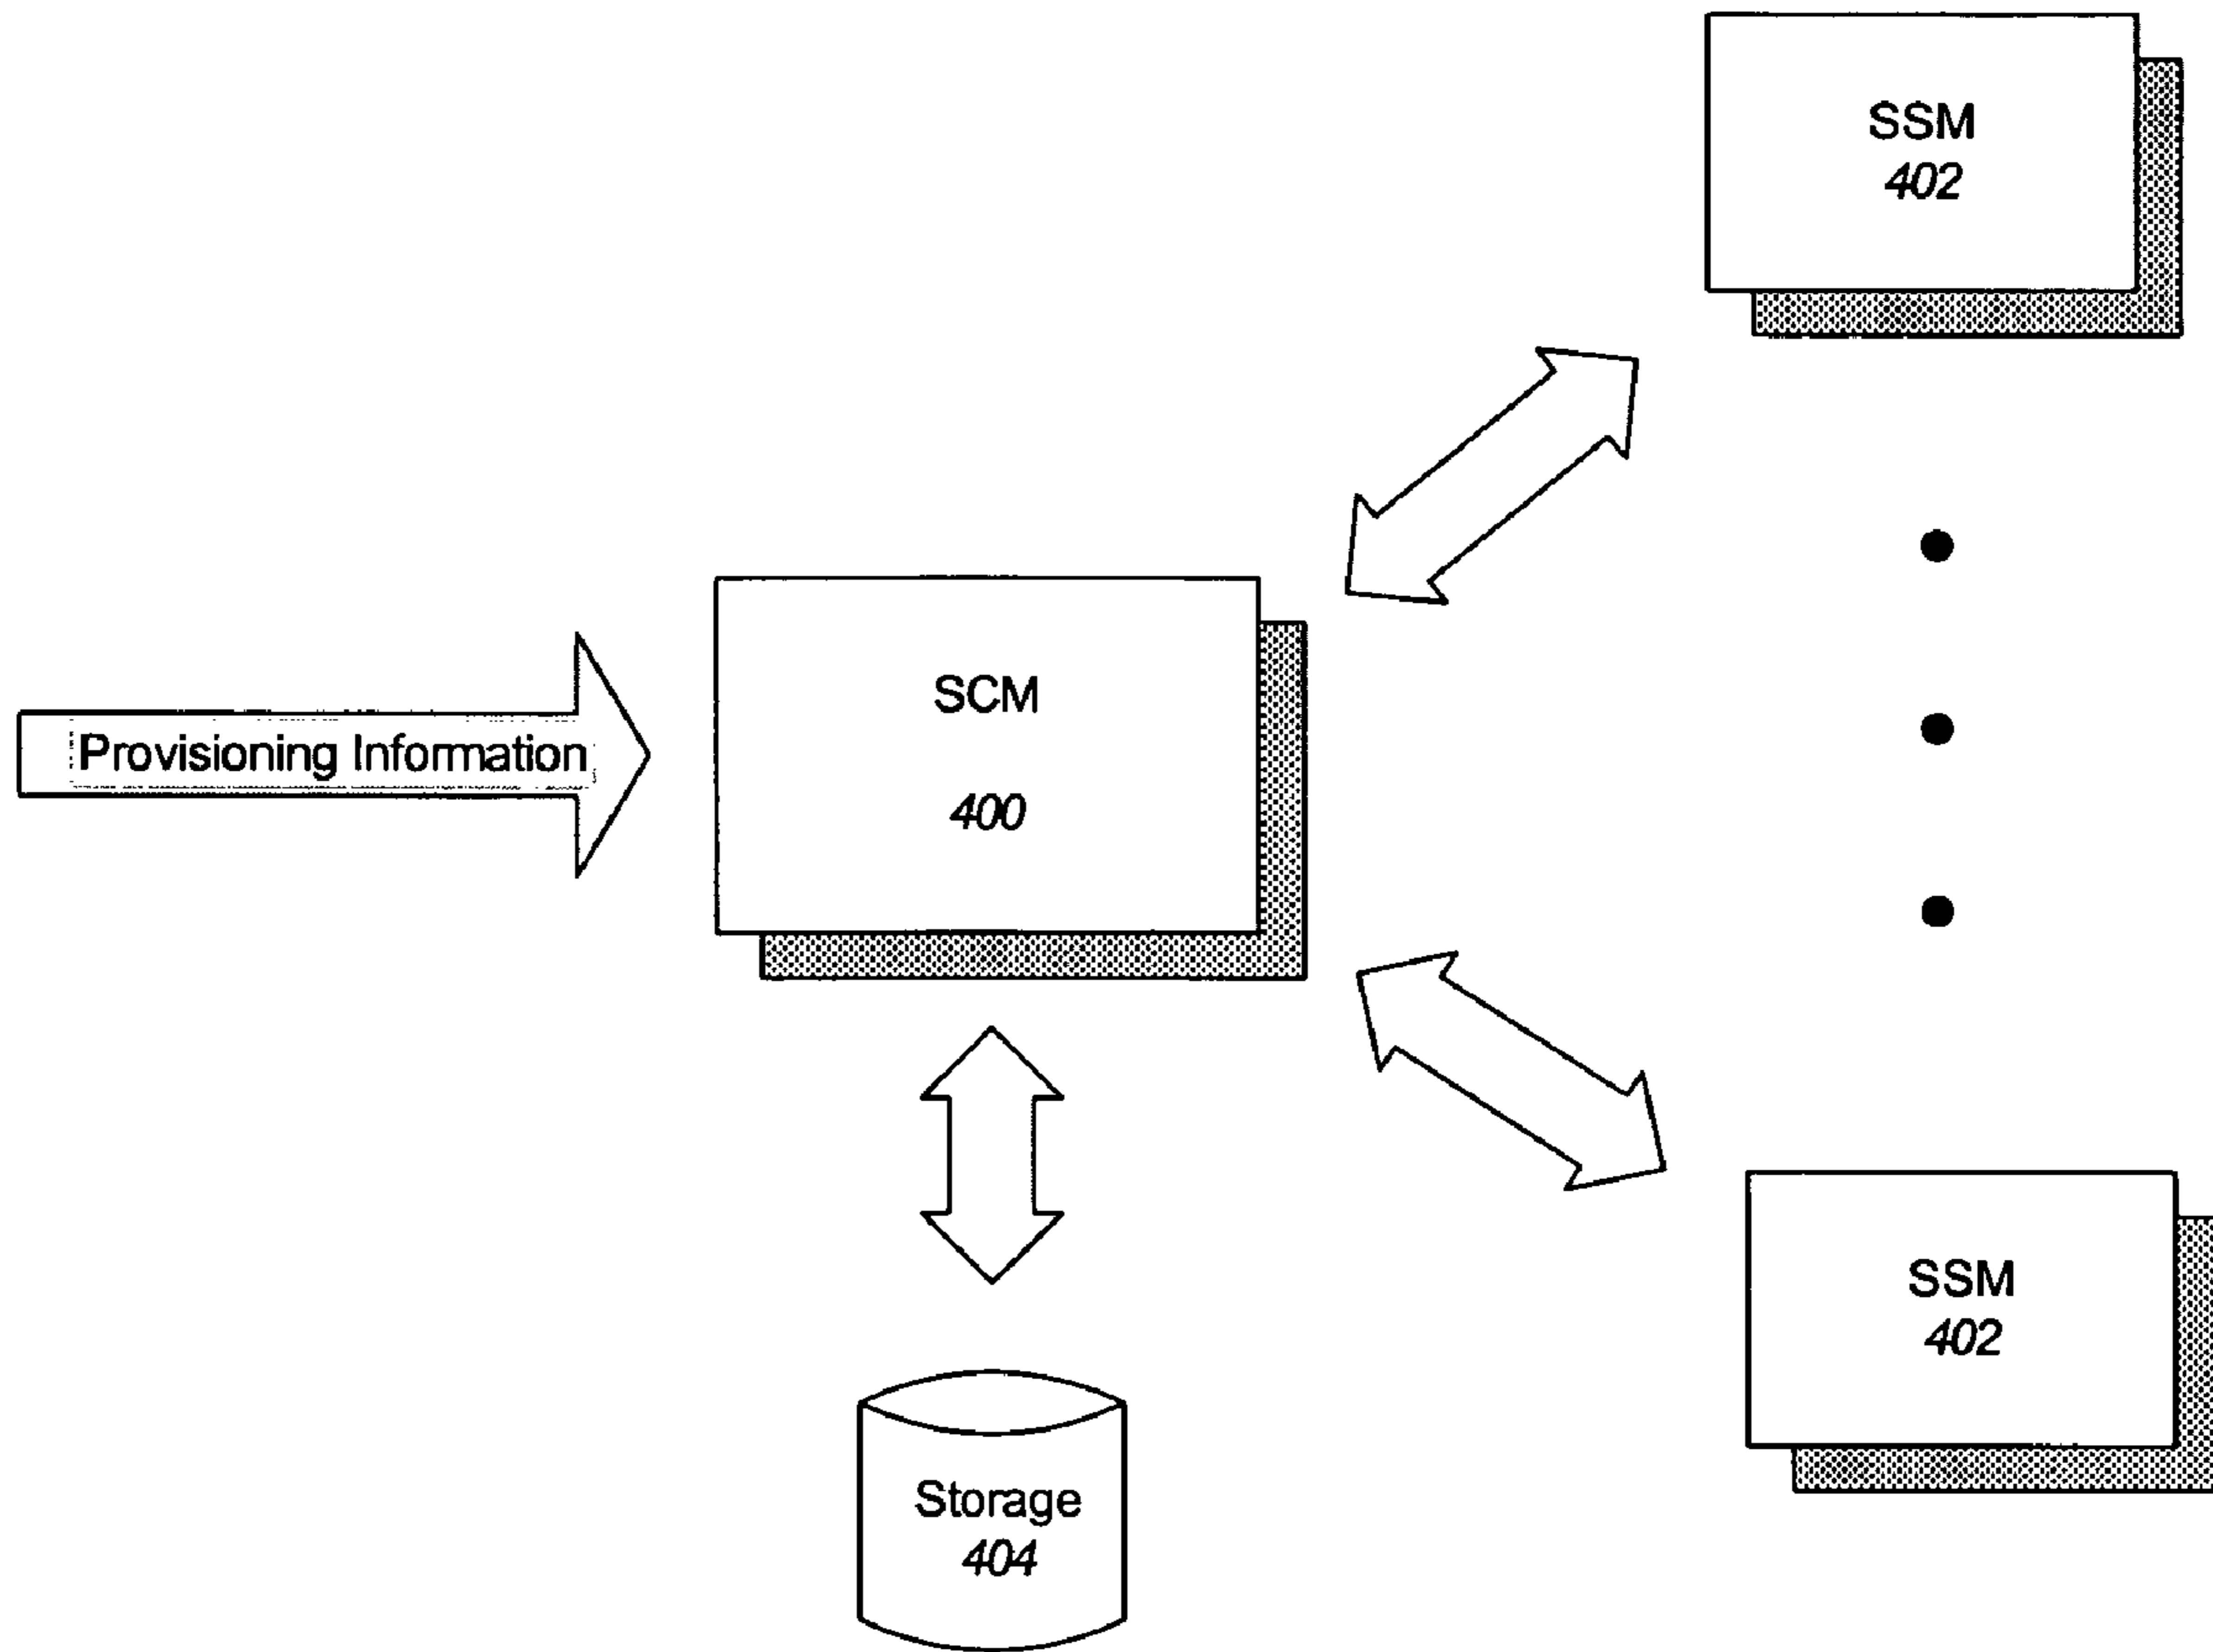 SSM
402
SCM
400
Provisioning Information
SSM
402
Storage
404